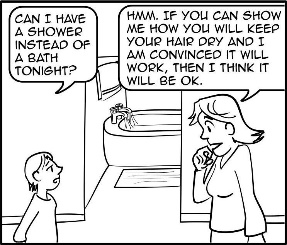 CAN I HAVE
A SHOWER
INSTEAD OF
A BATH
TONIGHT?
HMM. IF YOU CAN SHOW
ME HOW YOU WILL KEEP
YOUR HAIR DRY AND I
AM CONVINCED IT WILL
WORK, THEN I THINK IT
WILL BE OK.